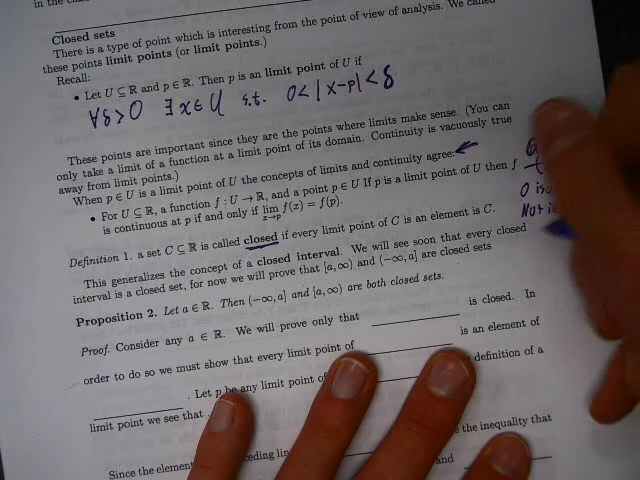 in the
Closed sets
There is a type of point which is interesting from the point of view of analysis. We called
these points limit points (or limit points.)
Recall:
• Let U ⊆ ℝ and p ∈ ℝ. Then p is an limit point of U if
∀δ>0 ∃x∈U s.t. 0<|x-p|<δ
These points are important since they are the points where limits make sense. (You can
only take a limit of a function at a limit point of its domain. Continuity is vacuously true
away from limit points.)
When p ∈ U is a limit point of U the concepts of limits and continuity agree:
• For U ⊆ ℝ, a function f : U → ℝ, and a point p ∈ U If p is a limit point of U then f
is continuous at p if and only if lim x→p f(x) = f(p).
Definition 1. a set C ⊆ ℝ is called closed if every limit point of C is an element is C.
This generalizes the concept of a closed interval. We will see soon that every closed
interval is a closed set, for now we will prove that [a, ∞) and (−∞, a] are closed sets
Proposition 2. Let a ∈ ℝ. Then (−∞, a] and [a, ∞) are both closed sets.
Proof. Consider any a ∈ ℝ. We will prove only that ____ is closed. In
order to do so we must show that every limit point of ____ is an element of
____. Let p be any limit point of ____ definition of a
limit point we see that
Since the element ceding the inequality that
and